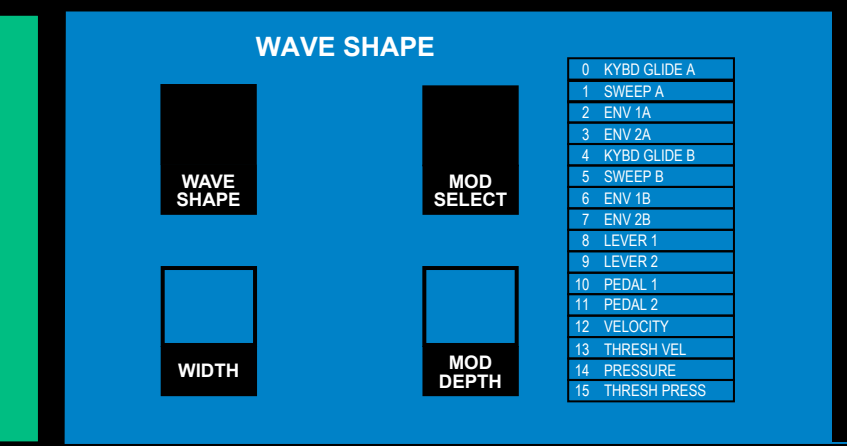 WAVE SHAPE
WAVE
SHAPE
MOD
SELECT
WIDTH
MOD
DEPTH
0 KYBD GLIDE A
1 SWEEP A
2 ENV 1A
3 ENV 2A
4 KYBD GLIDE B
5 SWEEP B
6 ENV 1B
7 ENV 2B
8 LEVER 1
9 LEVER 2
10 PEDAL 1
11 PEDAL 2
12 VELOCITY
13 THRESH VEL
14 PRESSURE
15 THRESH PRESS